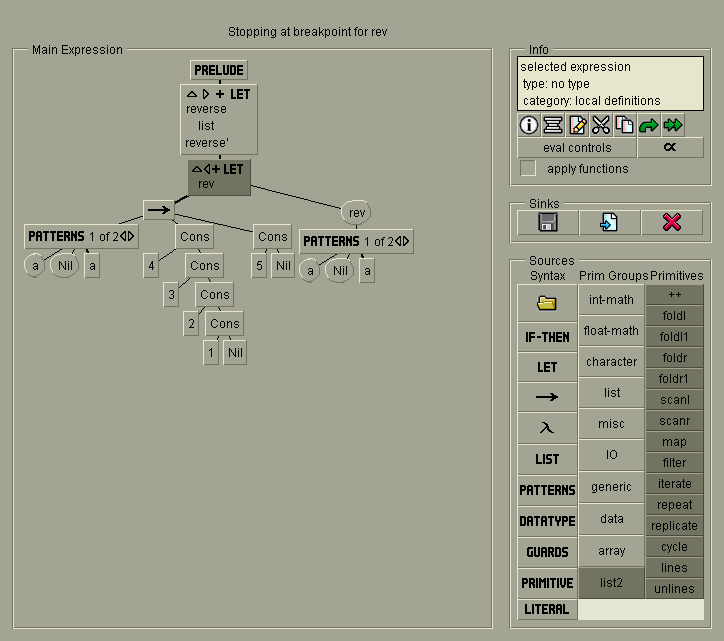 Stopping at breakpoint for rev
Main Expression
PRELUDE
+ LET
reverse
list
reverse'
+ LET
rev
→
rev
PATTERNS 1 of 2
Cons
Cons
PATTERNS 1 of 2
a Nil a
4 Cons
5 Nil
a Nil a
3 Cons
2 Cons
1 Nil
Info
selected expression
type: no type
category: local definitions
eval controls
∝
apply functions
Sinks
Sources
Syntax Prim Groups Primitives
IF-THEN
LET
→
λ
LIST
PATTERNS
DATATYPE
GUARDS
PRIMITIVE
LITERAL
int-math
float-math
character
list
misc
IO
generic
data
array
list2
++
foldl
foldl1
foldr
foldr1
scanl
scanr
map
filter
iterate
repeat
replicate
cycle
lines
unlines